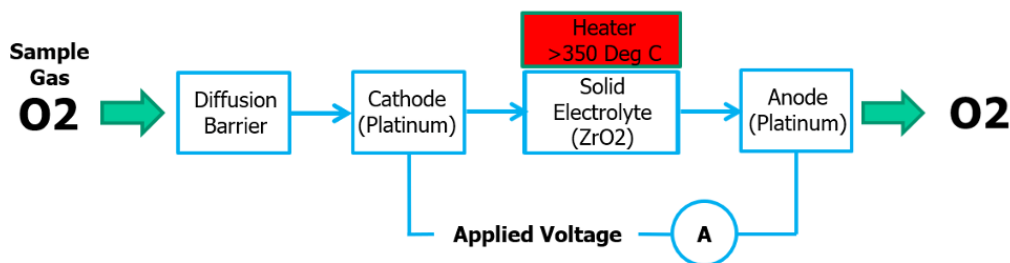 Sample
Gas
O2
Diffusion
Barrier
Cathode
(Platinum)
Heater
>350 Deg C
Solid
Electrolyte
(ZrO2)
Anode
(Platinum)
O2
Applied Voltage
A